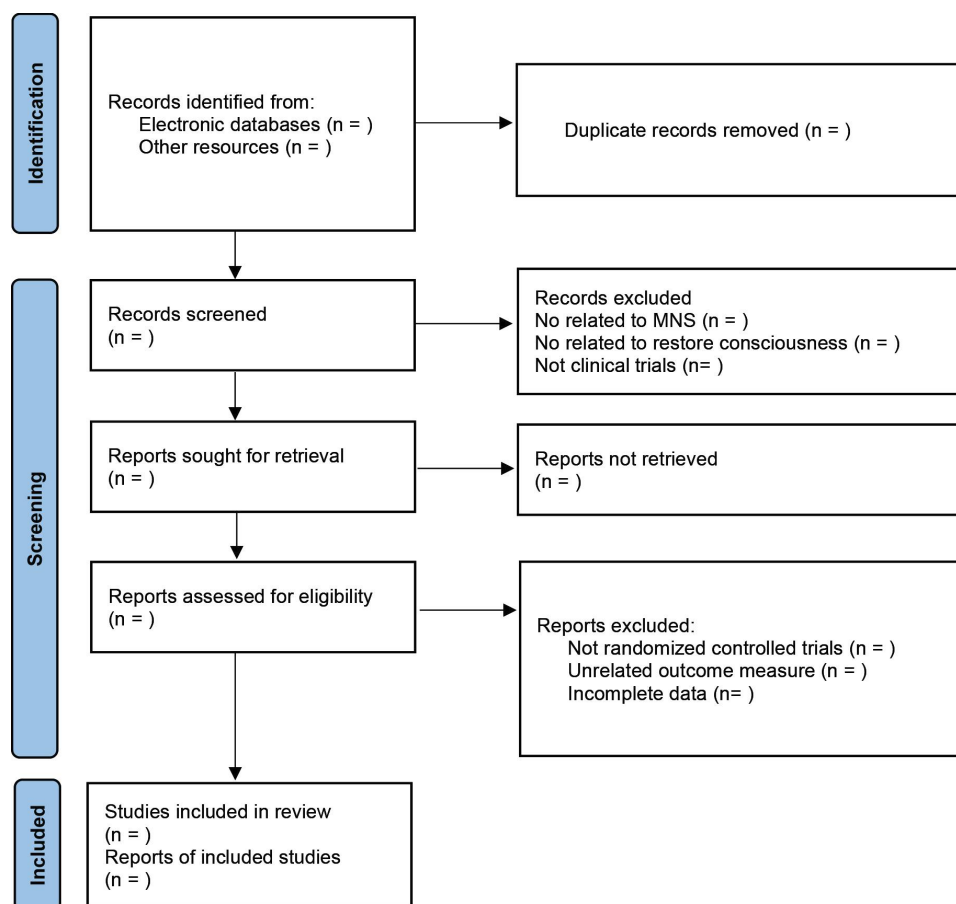 Identification
Records identified from:
Electronic databases (n = )
Other resources (n = )
Duplicate records removed (n = )
Screening
Records screened
(n = )
Records excluded
No related to MNS (n = )
No related to restore consciousness (n = )
Not clinical trials (n= )
Reports sought for retrieval
(n = )
Reports not retrieved
(n = )
Reports assessed for eligibility
(n = )
Reports excluded:
Not randomized controlled trials (n = )
Unrelated outcome measure (n = )
Incomplete data (n= )
Included
Studies included in review
(n = )
Reports of included studies
(n = )